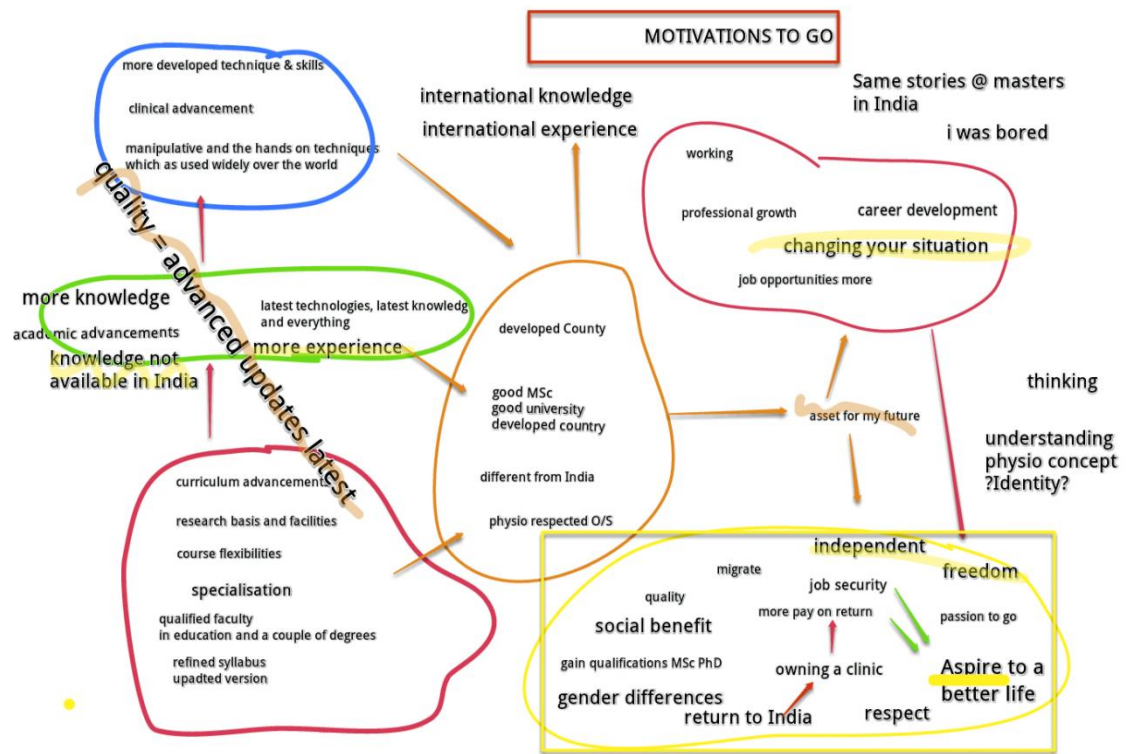 MOTIVATIONS TO GO
more developed technique & skills
clinical advancement
manipulative and the hands on techniques
which as used widely over the world
international knowledge
international experience
Same stories @ masters
in India
i was bored
working
professional growth
career development
changing your situation
job opportunities more
quality = advanced updates latest
more knowledge
latest technologies, latest knowledg
and everything
academic advancements
more experience
knowledge not
available in India
developed County
good MSc
good university
developed country
different from India
physio respected O/S
asset for my future
thinking
understanding
physio concept
?Identity?
curriculum advancements
research basis and facilities
course flexibilities
specialisation
qualified faculty
in education and a couple of degrees
refined syllabus
upadted version
independent
freedom
migrate
job security
quality
more pay on return
passion to go
social benefit
gain qualifications MSc PhD
owning a clinic
Aspire to a
better life
gender differences
return to India
respect